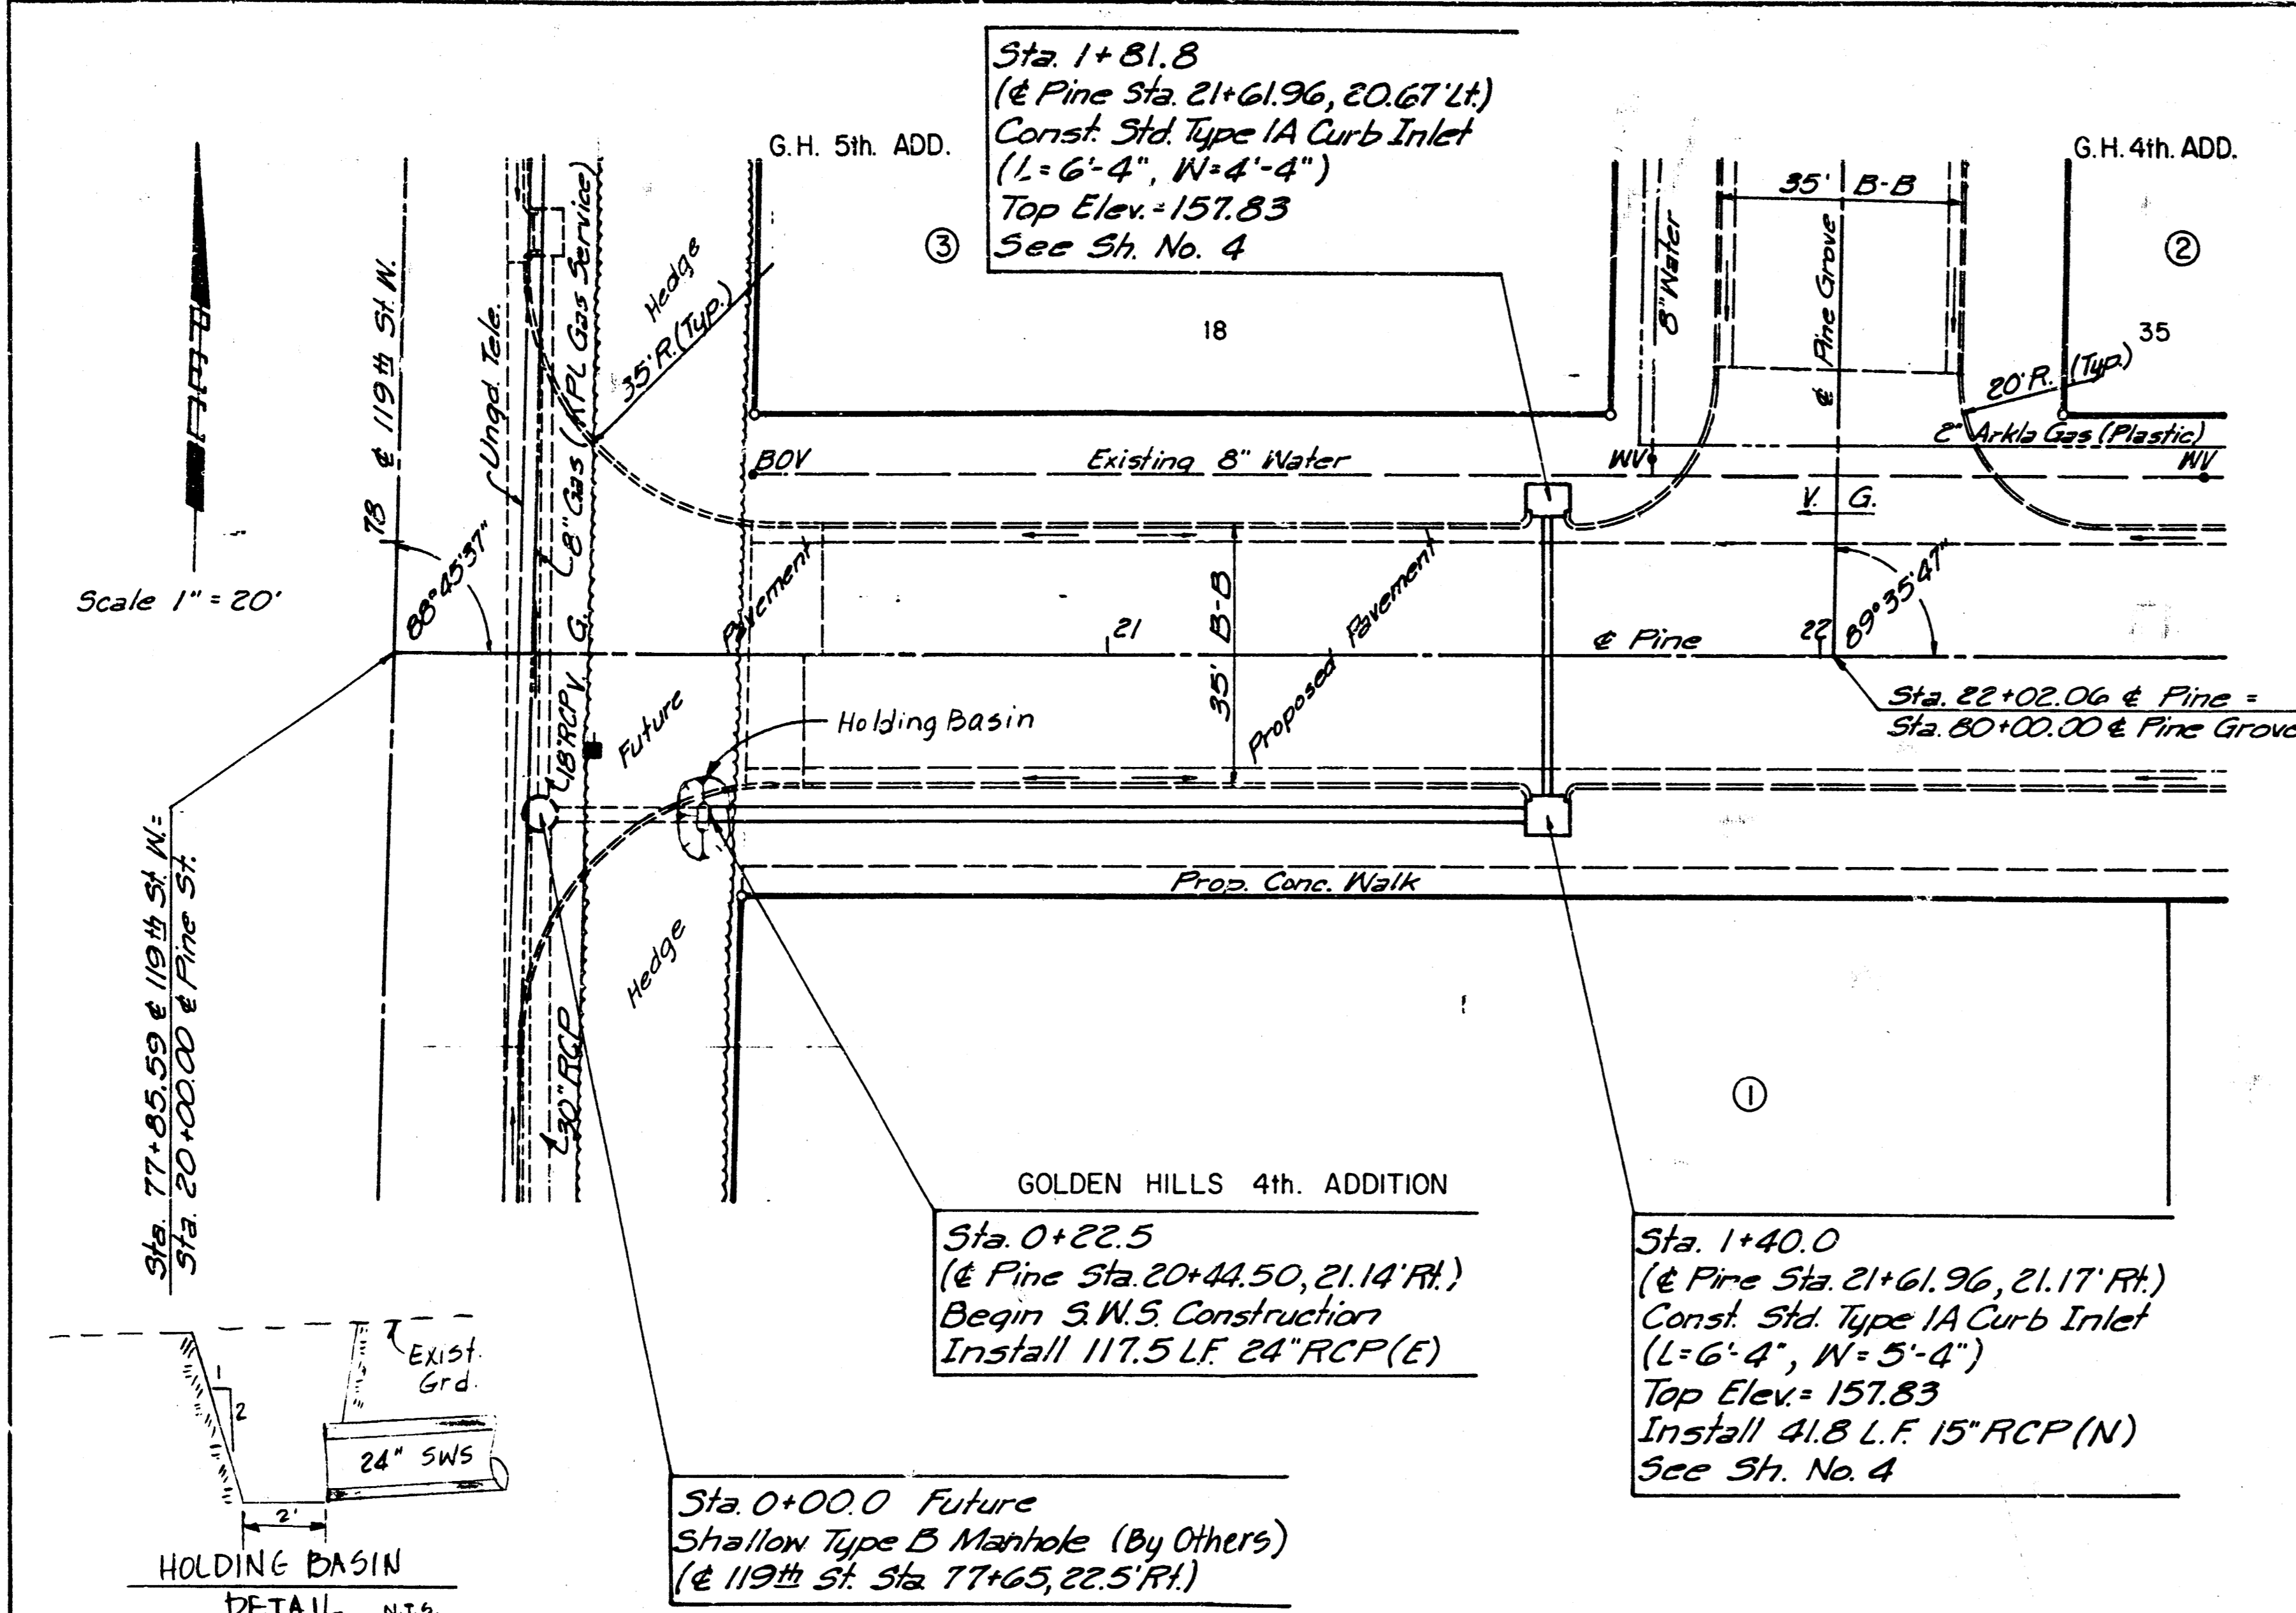 Sta. 1+81.8
(℄ Pine Sta. 21+61.96, 20.67' Lt.)
Const. Std. Type 1A Curb Inlet
(L=6'-4", W=4'-4")
Top Elev.=157.83
See Sh. No. 4
G.H. 5th. ADD.
G.H. 4th. ADD.
35' B-B
③
②
18
35
Hedge
35' R. (Typ.)
8" Water
℄ Pine Grove
20' R. (Typ.)
℄ 119th St. W.
Ungd. Tele.
8" Gas (KPL Gas Service)
2" Arkla Gas (Plastic)
BOV
Existing 8" Water
WV
WV
V. G.
78
88°45'37"
Scale 1" = 20'
Pavement
35' B-B
Proposed Pavement
21
℄ Pine
22
89°35'47"
Sta. 22+02.06 ℄ Pine =
Sta. 80+00.00 ℄ Pine Grove
18" RCP
V. G.
Future
Holding Basin
Prop. Conc. Walk
Sta. 77+85.59 ℄ 119th St. W. =
Sta. 20+00.00 ℄ Pine St.
Hedge
30" RCP
①
GOLDEN HILLS 4th. ADDITION
Sta. 0+22.5
(℄ Pine Sta. 20+44.50, 21.14' Rt.)
Begin S.W.S. Construction
Install 117.5 L.F. 24" RCP (E)
Sta. 1+40.0
(℄ Pine Sta. 21+61.96, 21.17' Rt.)
Const. Std. Type 1A Curb Inlet
(L=6'-4", W=5'-4")
Top Elev.= 157.83
Install 41.8 L.F. 15" RCP (N)
See Sh. No. 4
Exist.
Grd.
1
2
24" SWS
2'
HOLDING BASIN
DETAIL N.T.S.
Sta. 0+00.0 Future
Shallow Type B Manhole (By Others)
(℄ 119th St. Sta 77+65, 22.5' Rt.)